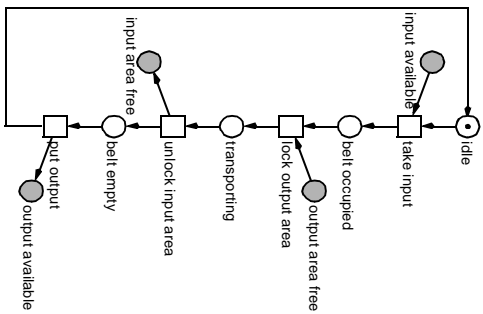 idle
input available
take input
belt occupied
output area free
lock output area
transporting
input area free
unlock input area
belt empty
put output
output available